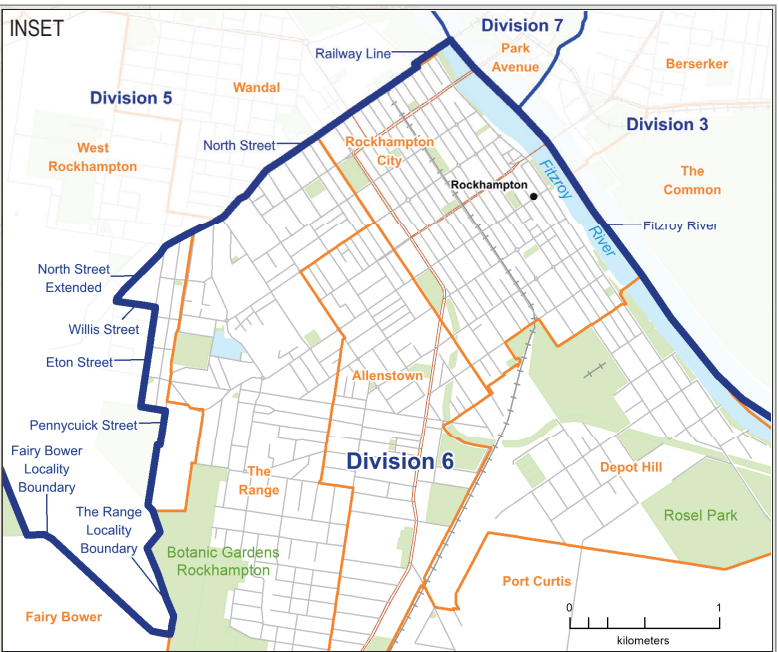 INSET
Division 7
Railway Line
Park
Avenue
Berserker
Wandal
Division 5
Division 3
North Street
Rockhampton
City
West
Rockhampton
The
Common
Rockhampton
Fitzroy
River
Fitzroy River
North Street
Extended
Willis Street
Eton Street
Allenstown
Pennycuick Street
Fairy Bower
Locality
Boundary
Division 6
The
Range
Depot Hill
The Range
Locality
Boundary
Rosel Park
Botanic Gardens
Rockhampton
Port Curtis
Fairy Bower
0
1
kilometers